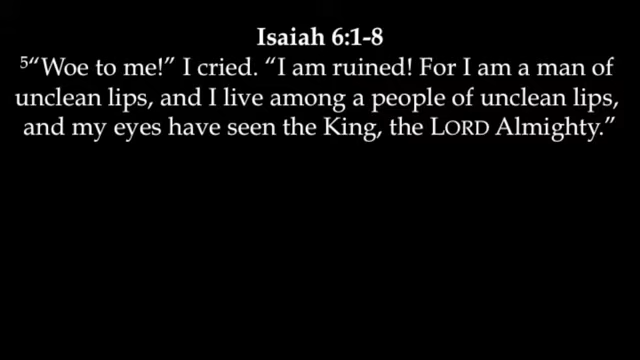 Isaiah 6:1-8
⁵“Woe to me!” I cried. “I am ruined! For I am a man of
unclean lips, and I live among a people of unclean lips,
and my eyes have seen the King, the LORD Almighty.”